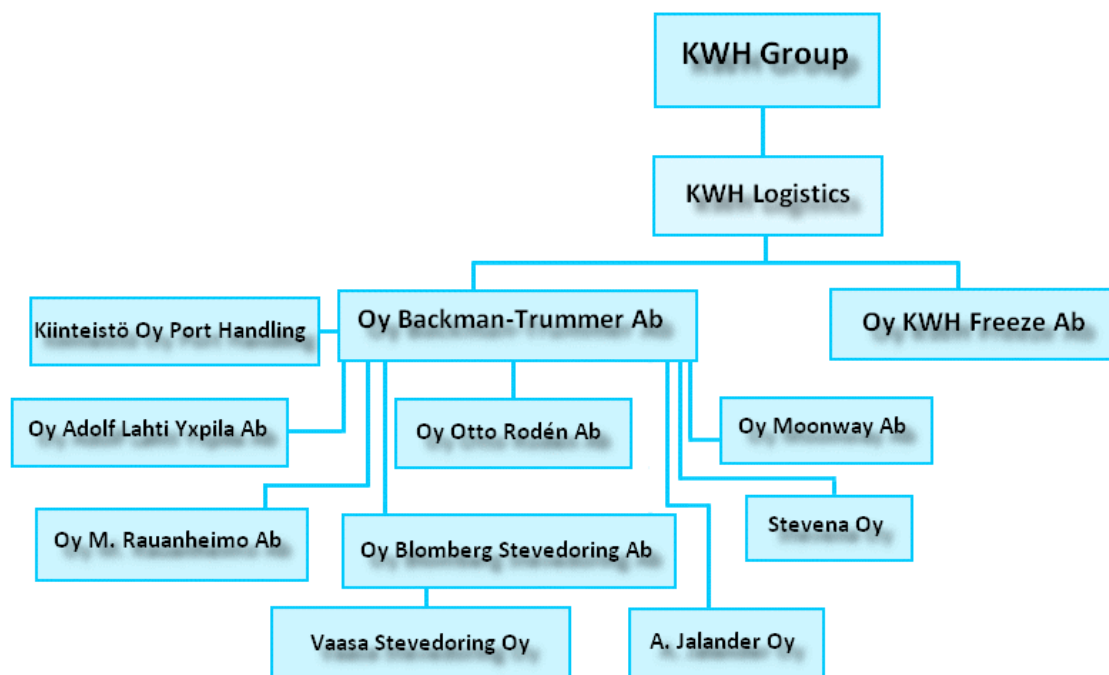 KWH Group
KWH Logistics
Oy Backman-Trummer Ab
Oy KWH Freeze Ab
Kiinteistö Oy Port Handling
Oy Adolf Lahti Yxpila Ab
Oy Otto Rodén Ab
Oy Moonway Ab
Oy M. Rauanheimo Ab
Oy Blomberg Stevedoring Ab
Stevena Oy
Vaasa Stevedoring Oy
A. Jalander Oy